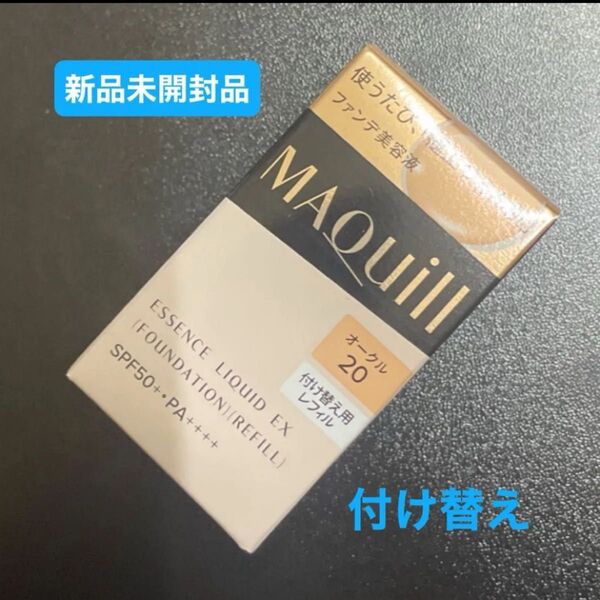 新品未開封品
使うたび、
ファンデ美容液
MAQuill
ESSENCE LIQUID EX
(FOUNDATION)(REFILL)
SPF50+・PA++++
オークル
20
付け替え用
レフィル
付け替え